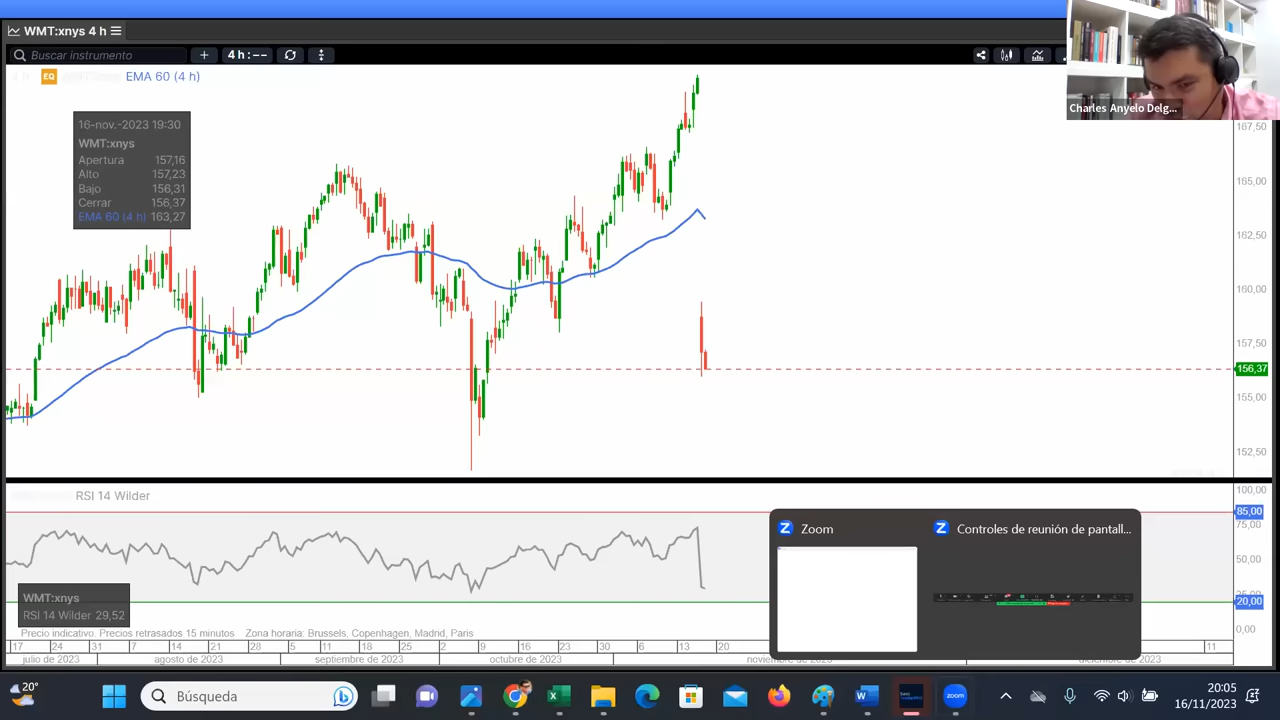 WMT:xnys 4 h
Buscar instrumento
4 h : --
Charles Anyelo Delg...
EQ
EMA 60 (4 h)
16-nov.-2023 19:30
WMT:xnys
Apertura 157,16
Alto 157,23
Bajo 156,31
Cerrar 156,37
EMA 60 (4 h) 163,27
167,50
165,00
162,50
160,00
157,50
156,37
155,00
152,50
RSI 14 Wilder
100,00
85,00
75,00
50,00
20,00
0,00
WMT:xnys
RSI 14 Wilder 29,52
Zoom
Controles de reunión de pantall...
Precio indicativo. Precios retrasados 15 minutos Zona horaria: Brussels, Copenhagen, Madrid, Paris
17 24 31 7 14 21 28 5 11 18 25 2 9 16 23 30 6 13 20 11
julio de 2023 agosto de 2023 septiembre de 2023 octubre de 2023 noviembre de 2023 diciembre de 2023
20°
Búsqueda
zoom
20:05
16/11/2023